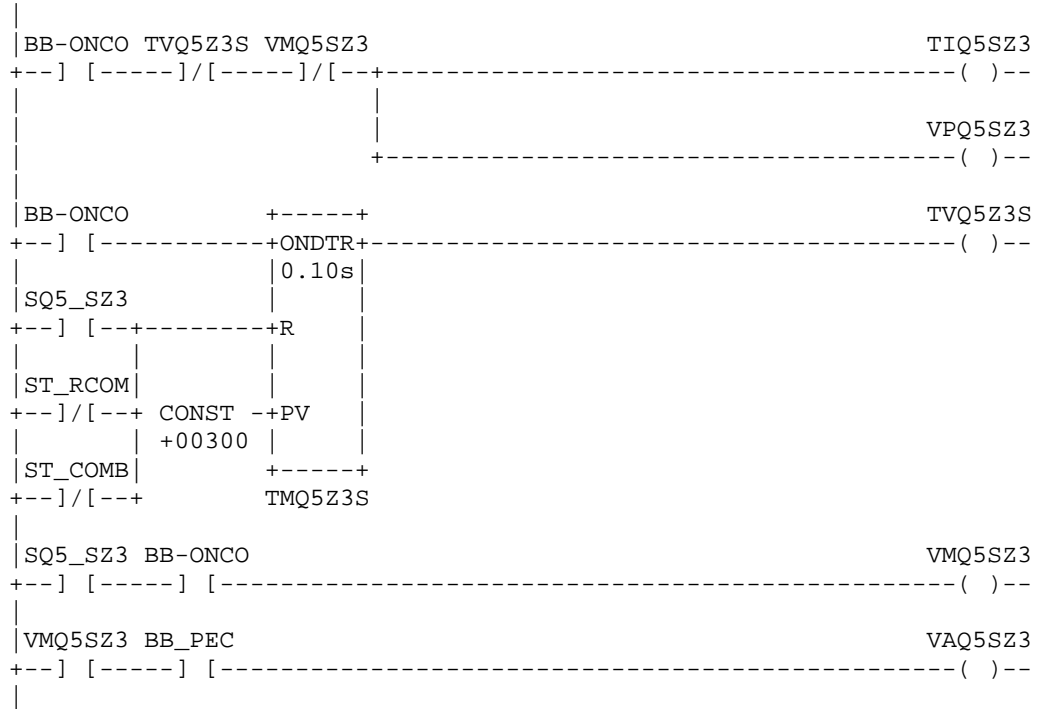 BB-ONCO TVQ5Z3S VMQ5SZ3 TIQ5SZ3
+--] [-----]/[-----]/[--+--------------------------------------( )--
VPQ5SZ3
+--------------------------------------( )--
BB-ONCO +-----+ TVQ5Z3S
+--] [-----------+ONDTR+---------------------------------------( )--
|0.10s|
SQ5_SZ3
+--] [--+--------+R
ST_RCOM
+--]/[--+ CONST -+PV
+00300
ST_COMB +-----+
+--]/[--+ TMQ5Z3S
SQ5_SZ3 BB-ONCO VMQ5SZ3
+--] [-----] [-------------------------------------------------( )--
VMQ5SZ3 BB_PEC VAQ5SZ3
+--] [-----] [-------------------------------------------------( )--